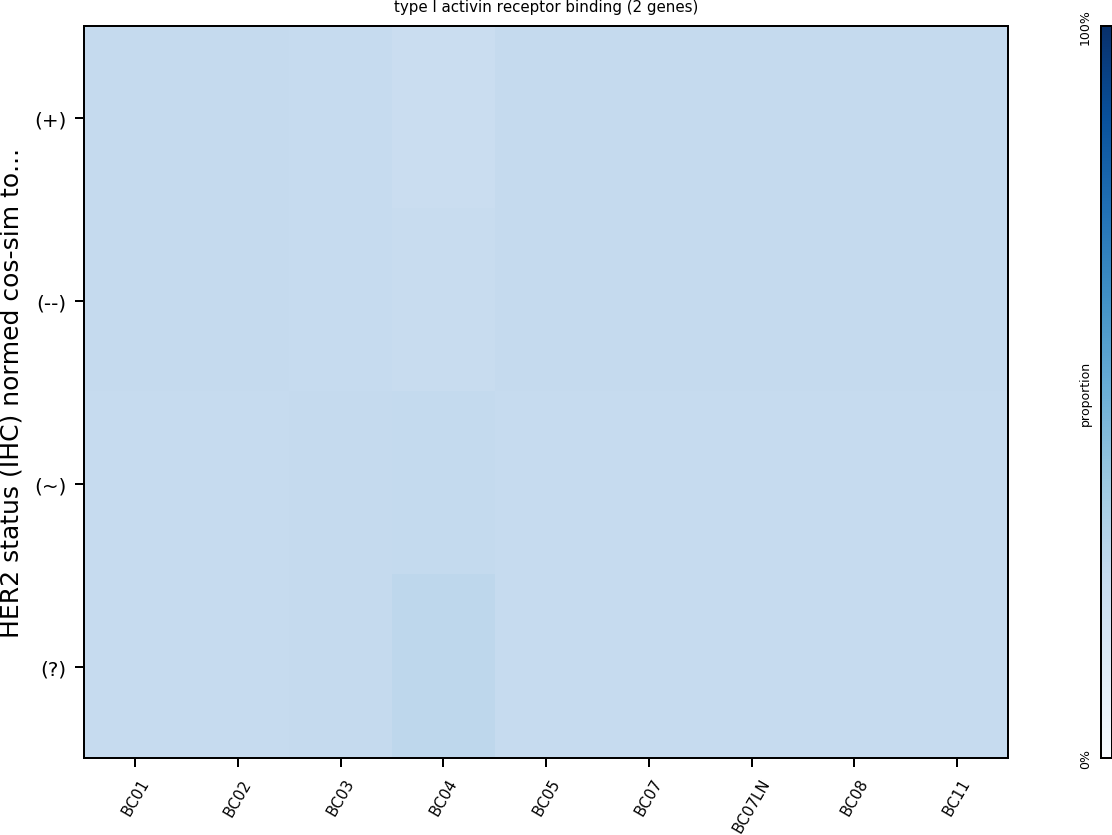 type I activin receptor binding (2 genes)
HER2 status (IHC) normed cos-sim to...
(+)
(--)
(~)
(?)
BC01
BC02
BC03
BC04
BC05
BC07
BC07LN
BC08
BC11
100%
proportion
0%